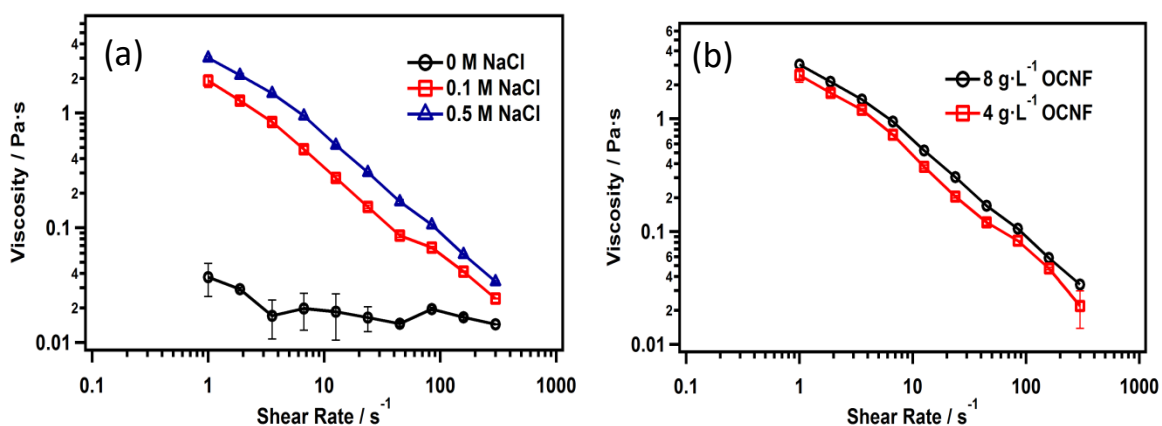 (a)
0 M NaCl
0.1 M NaCl
0.5 M NaCl
Viscosity / Pa·s
4
2
1
4
2
0.1
4
2
0.01
0.1
1
10
100
1000
Shear Rate / s⁻¹
(b)
8 g·L⁻¹ OCNF
4 g·L⁻¹ OCNF
Viscosity / Pa·s
6
4
2
1
6
4
2
0.1
6
4
2
0.01
0.1
1
10
100
1000
Shear Rate / s⁻¹